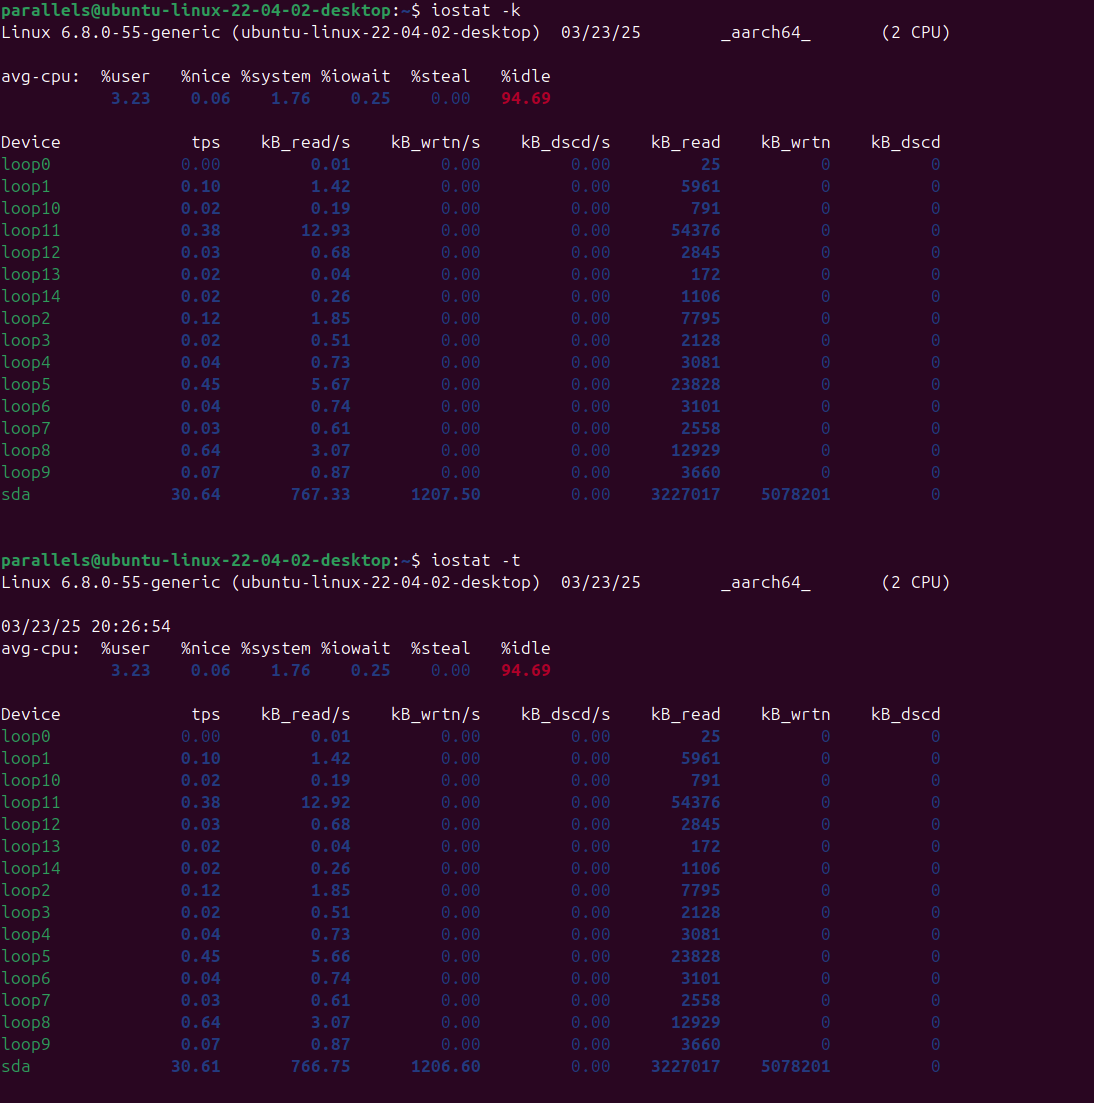 parallels@ubuntu-linux-22-04-02-desktop:~$ iostat -k
Linux 6.8.0-55-generic (ubuntu-linux-22-04-02-desktop)  03/23/25        _aarch64_       (2 CPU)
avg-cpu:  %user   %nice %system %iowait  %steal   %idle
           3.23    0.06    1.76    0.25    0.00   94.69
Device             tps    kB_read/s    kB_wrtn/s    kB_dscd/s    kB_read    kB_wrtn    kB_dscd
loop0             0.00         0.01         0.00         0.00         25          0          0
loop1             0.10         1.42         0.00         0.00       5961          0          0
loop10            0.02         0.19         0.00         0.00        791          0          0
loop11            0.38        12.93         0.00         0.00      54376          0          0
loop12            0.03         0.68         0.00         0.00       2845          0          0
loop13            0.02         0.04         0.00         0.00        172          0          0
loop14            0.02         0.26         0.00         0.00       1106          0          0
loop2             0.12         1.85         0.00         0.00       7795          0          0
loop3             0.02         0.51         0.00         0.00       2128          0          0
loop4             0.04         0.73         0.00         0.00       3081          0          0
loop5             0.45         5.67         0.00         0.00      23828          0          0
loop6             0.04         0.74         0.00         0.00       3101          0          0
loop7             0.03         0.61         0.00         0.00       2558          0          0
loop8             0.64         3.07         0.00         0.00      12929          0          0
loop9             0.07         0.87         0.00         0.00       3660          0          0
sda              30.64       767.33      1207.50         0.00    3227017    5078201          0
parallels@ubuntu-linux-22-04-02-desktop:~$ iostat -t
Linux 6.8.0-55-generic (ubuntu-linux-22-04-02-desktop)  03/23/25        _aarch64_       (2 CPU)
03/23/25 20:26:54
avg-cpu:  %user   %nice %system %iowait  %steal   %idle
           3.23    0.06    1.76    0.25    0.00   94.69
Device             tps    kB_read/s    kB_wrtn/s    kB_dscd/s    kB_read    kB_wrtn    kB_dscd
loop0             0.00         0.01         0.00         0.00         25          0          0
loop1             0.10         1.42         0.00         0.00       5961          0          0
loop10            0.02         0.19         0.00         0.00        791          0          0
loop11            0.38        12.92         0.00         0.00      54376          0          0
loop12            0.03         0.68         0.00         0.00       2845          0          0
loop13            0.02         0.04         0.00         0.00        172          0          0
loop14            0.02         0.26         0.00         0.00       1106          0          0
loop2             0.12         1.85         0.00         0.00       7795          0          0
loop3             0.02         0.51         0.00         0.00       2128          0          0
loop4             0.04         0.73         0.00         0.00       3081          0          0
loop5             0.45         5.66         0.00         0.00      23828          0          0
loop6             0.04         0.74         0.00         0.00       3101          0          0
loop7             0.03         0.61         0.00         0.00       2558          0          0
loop8             0.64         3.07         0.00         0.00      12929          0          0
loop9             0.07         0.87         0.00         0.00       3660          0          0
sda              30.61       766.75      1206.60         0.00    3227017    5078201          0